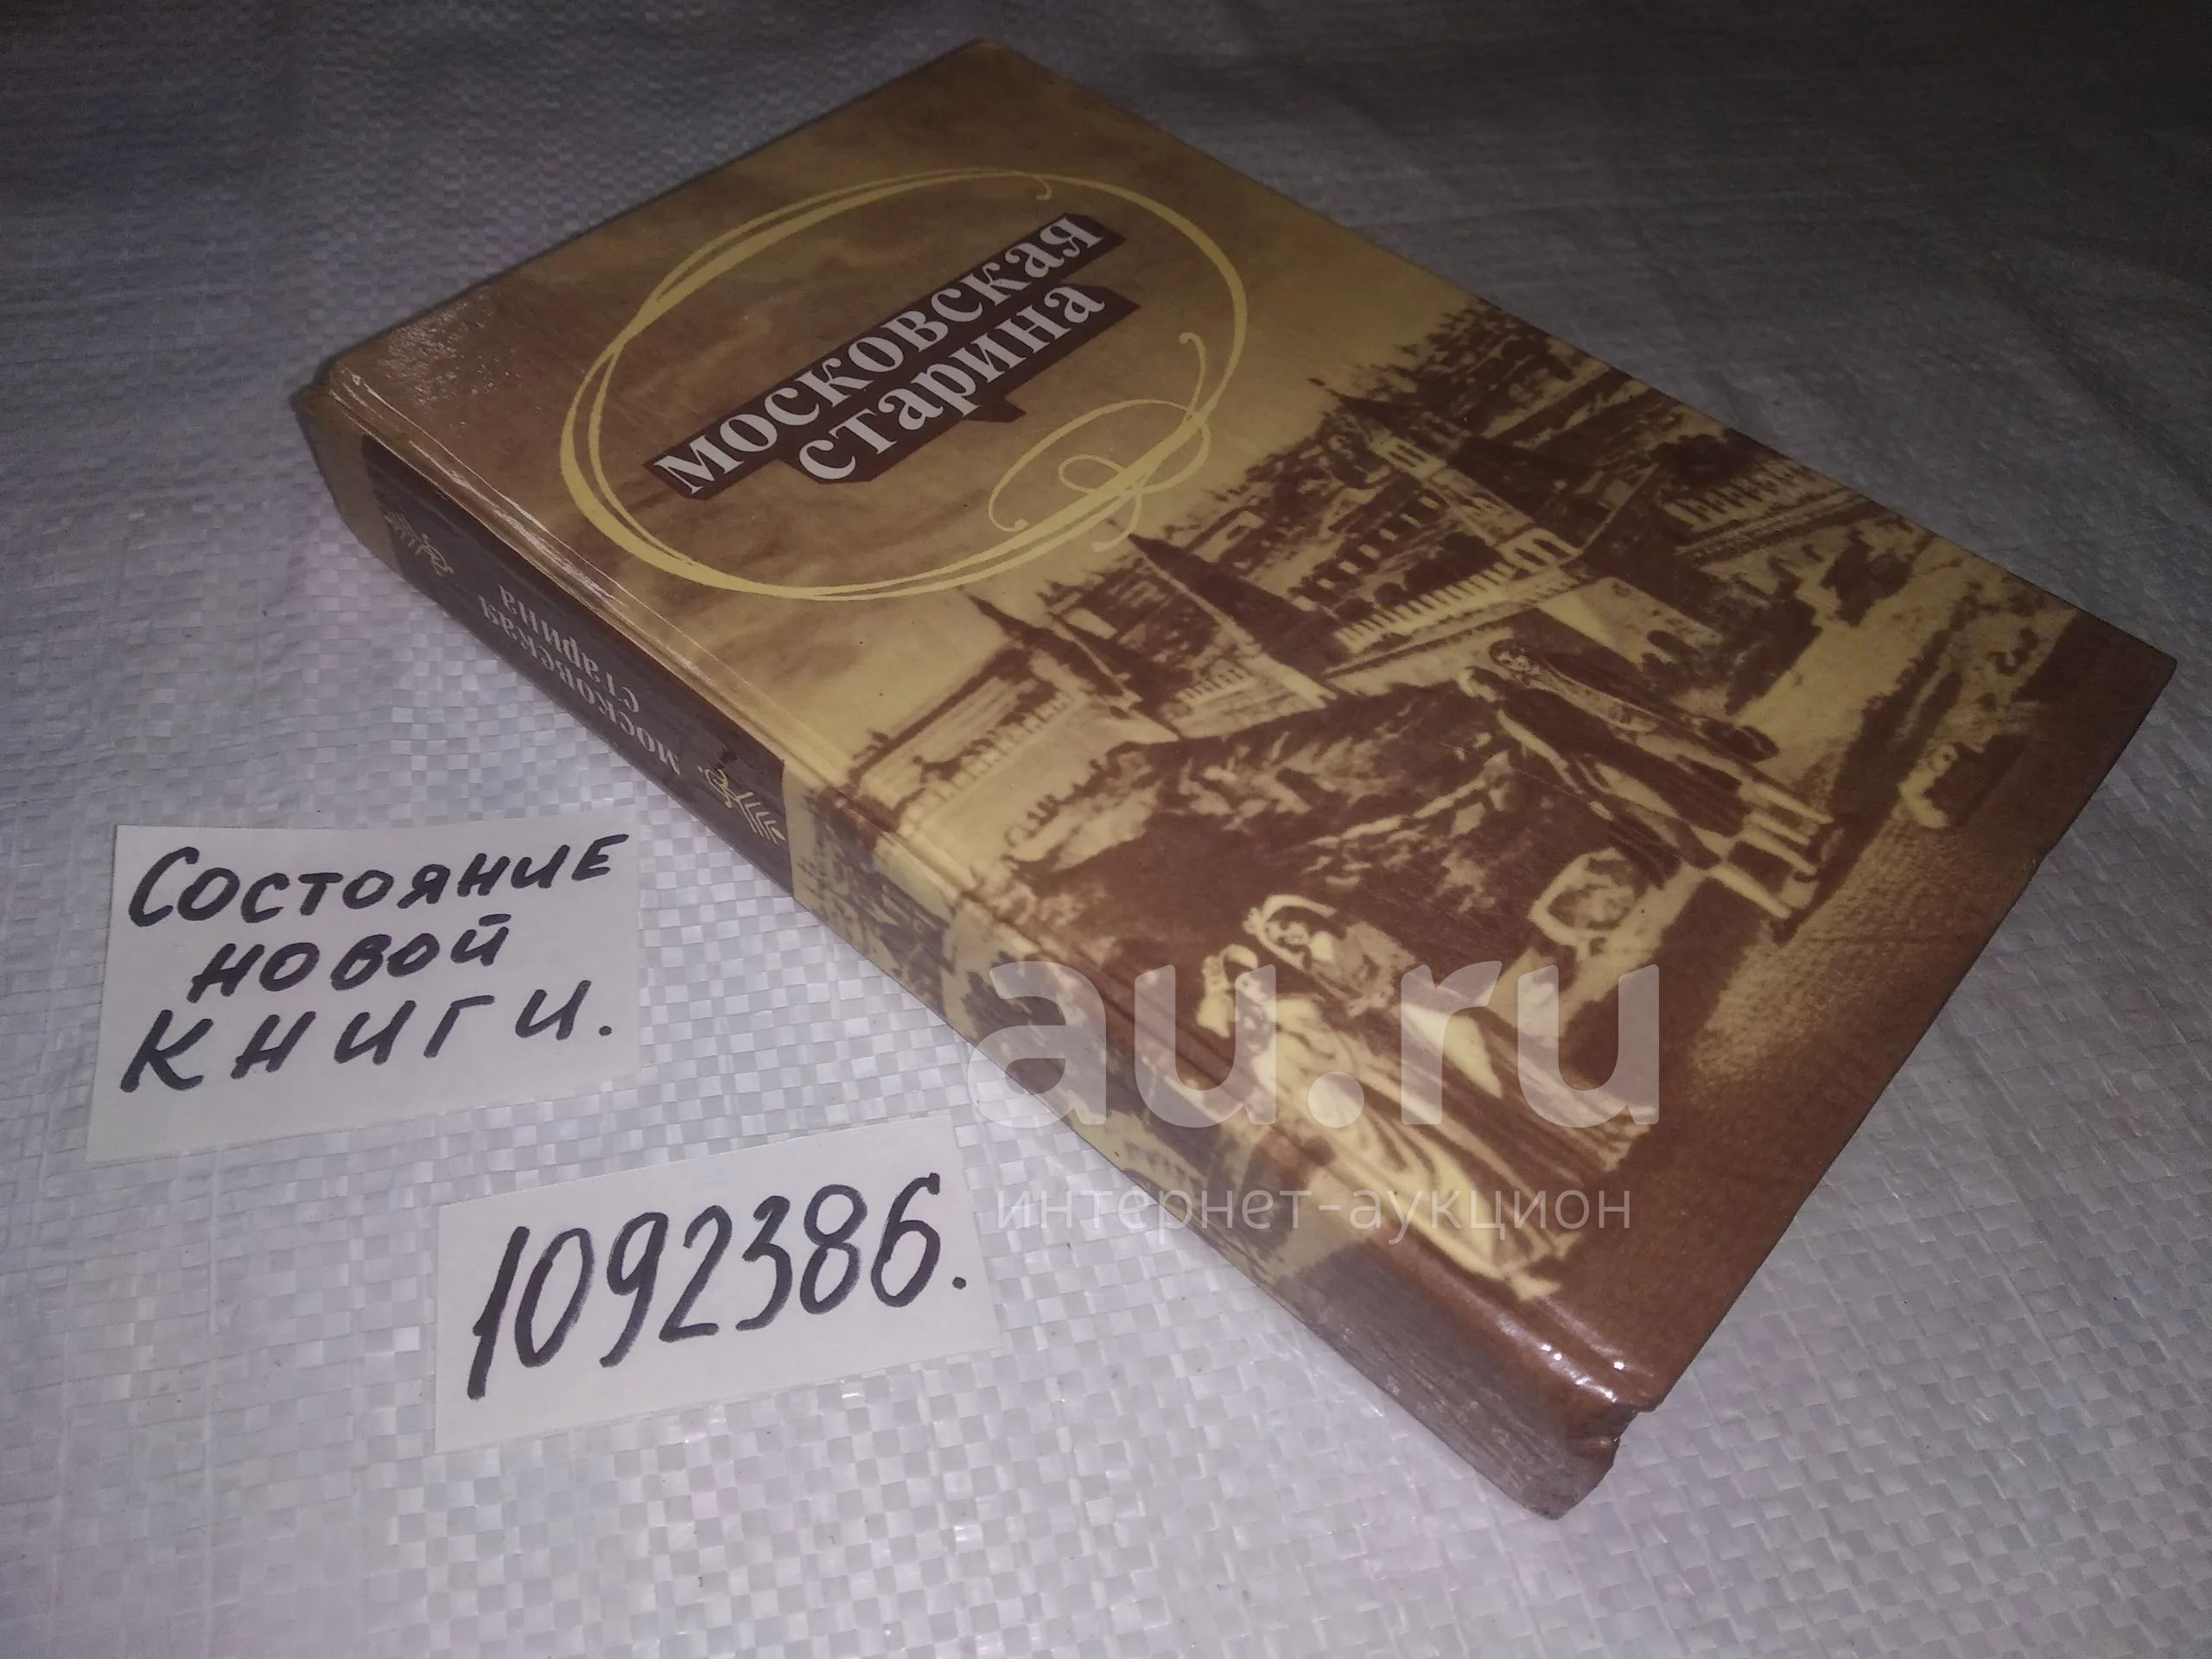 московская
старина
московская
старина
Состояние
новой
книги.
1092386.
au.ru
интернет-аукцион